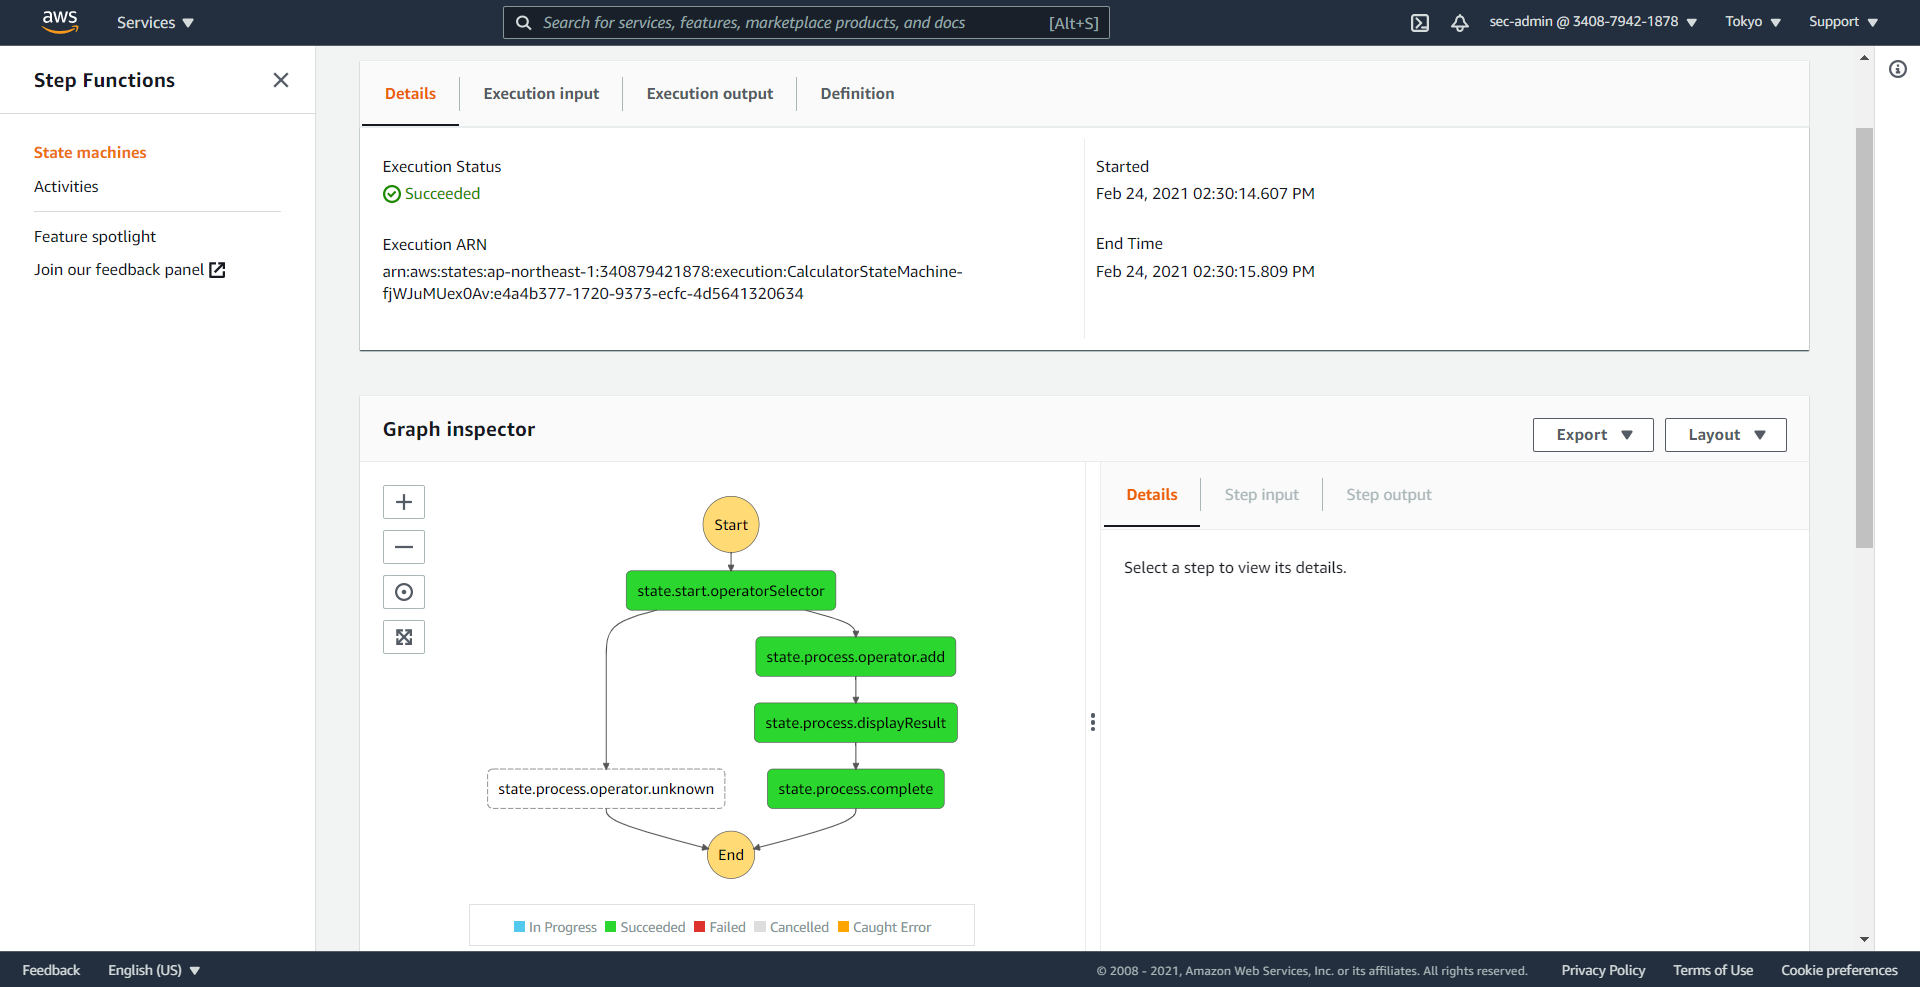 aws
Services
Search for services, features, marketplace products, and docs
[Alt+S]
sec-admin @ 3408-7942-1878
Tokyo
Support
Step Functions
State machines
Activities
Feature spotlight
Join our feedback panel
Details
Execution input
Execution output
Definition
Execution Status
Succeeded
Execution ARN
arn:aws:states:ap-northeast-1:340879421878:execution:CalculatorStateMachine-
fjWJuMUex0Av:e4a4b377-1720-9373-ecfc-4d5641320634
Started
Feb 24, 2021 02:30:14.607 PM
End Time
Feb 24, 2021 02:30:15.809 PM
Graph inspector
Export
Layout
Start
state.start.operatorSelector
state.process.operator.add
state.process.displayResult
state.process.operator.unknown
state.process.complete
End
In Progress
Succeeded
Failed
Cancelled
Caught Error
Details
Step input
Step output
Select a step to view its details.
Feedback
English (US)
© 2008 - 2021, Amazon Web Services, Inc. or its affiliates. All rights reserved.
Privacy Policy
Terms of Use
Cookie preferences